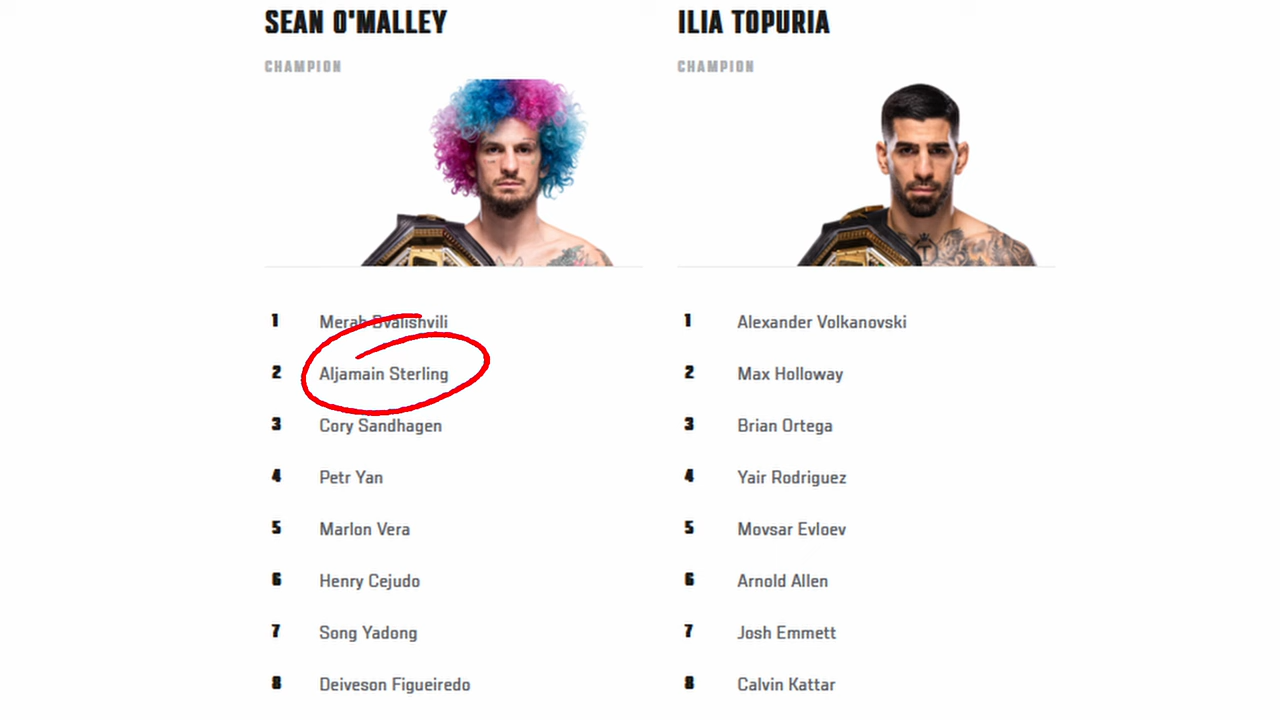 SEAN O'MALLEY
CHAMPION
1 Merab Dvalishvili
2 Aljamain Sterling
3 Cory Sandhagen
4 Petr Yan
5 Marlon Vera
6 Henry Cejudo
7 Song Yadong
8 Deiveson Figueiredo
ILIA TOPURIA
CHAMPION
1 Alexander Volkanovski
2 Max Holloway
3 Brian Ortega
4 Yair Rodriguez
5 Movsar Evloev
6 Arnold Allen
7 Josh Emmett
8 Calvin Kattar